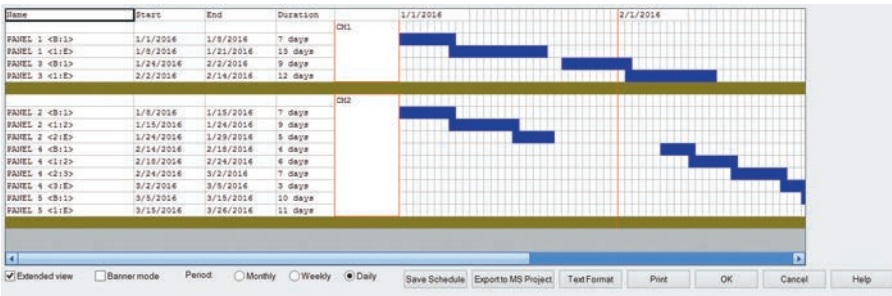 Name Start End Duration 1/1/2016 2/1/2016
CM1
PANEL 1 <B:1> 1/1/2016 1/8/2016 7 days
PANEL 1 <1:E> 1/8/2016 1/21/2016 13 days
PANEL 3 <B:1> 1/24/2016 2/2/2016 9 days
PANEL 3 <1:E> 2/2/2016 2/14/2016 12 days
CM2
PANEL 2 <B:1> 1/8/2016 1/15/2016 7 days
PANEL 2 <1:2> 1/15/2016 1/24/2016 9 days
PANEL 2 <2:E> 1/24/2016 1/29/2016 5 days
PANEL 4 <B:1> 2/14/2016 2/18/2016 4 days
PANEL 4 <1:2> 2/18/2016 2/24/2016 6 days
PANEL 4 <2:3> 2/24/2016 3/2/2016 7 days
PANEL 4 <3:E> 3/2/2016 3/5/2016 3 days
PANEL 5 <B:1> 3/5/2016 3/15/2016 10 days
PANEL 5 <1:E> 3/15/2016 3/26/2016 11 days
Extended view Banner mode Period: Monthly Weekly Daily Save Schedule Export to MS Project Text Format Print OK Cancel Help